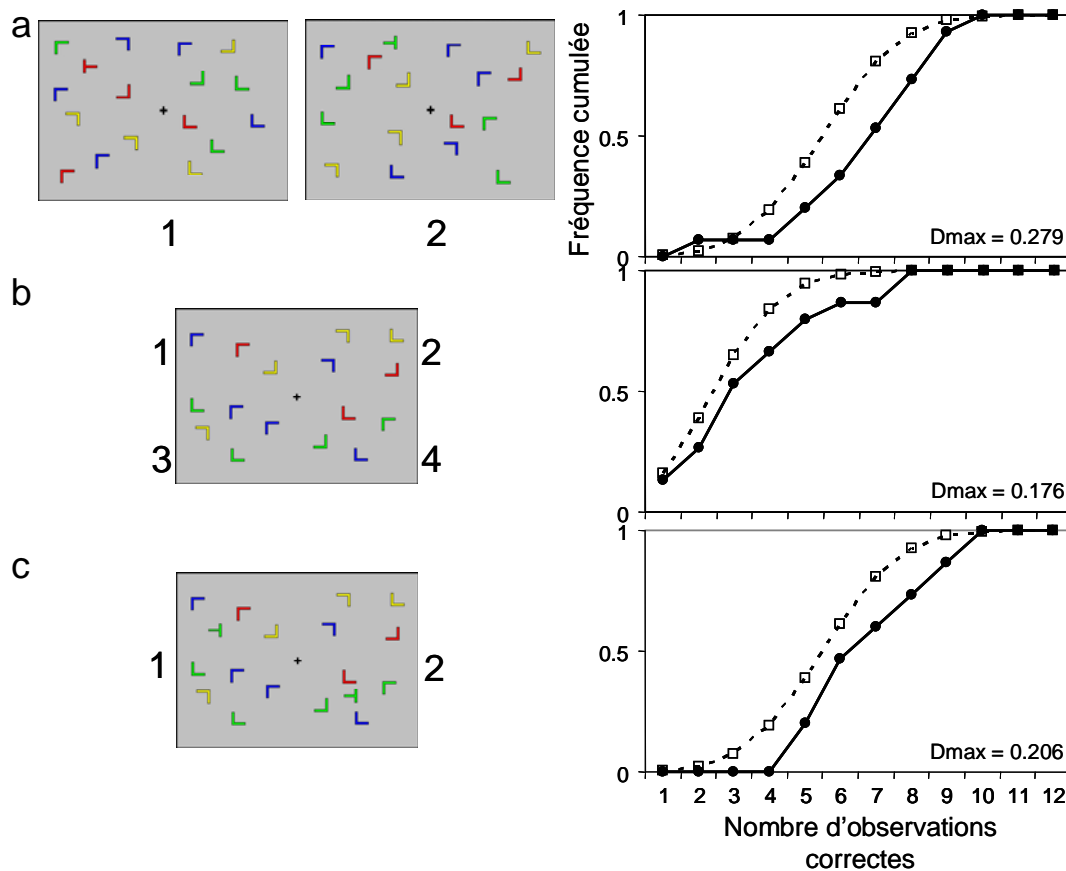 a
1
2
Fréquence cumulée
1
0.5
0
Dmax = 0.279
b
1
2
3
4
1
0.5
0
Dmax = 0.176
c
1
2
1
0.5
0
Dmax = 0.206
1 2 3 4 5 6 7 8 9 10 11 12
Nombre d'observations
correctes